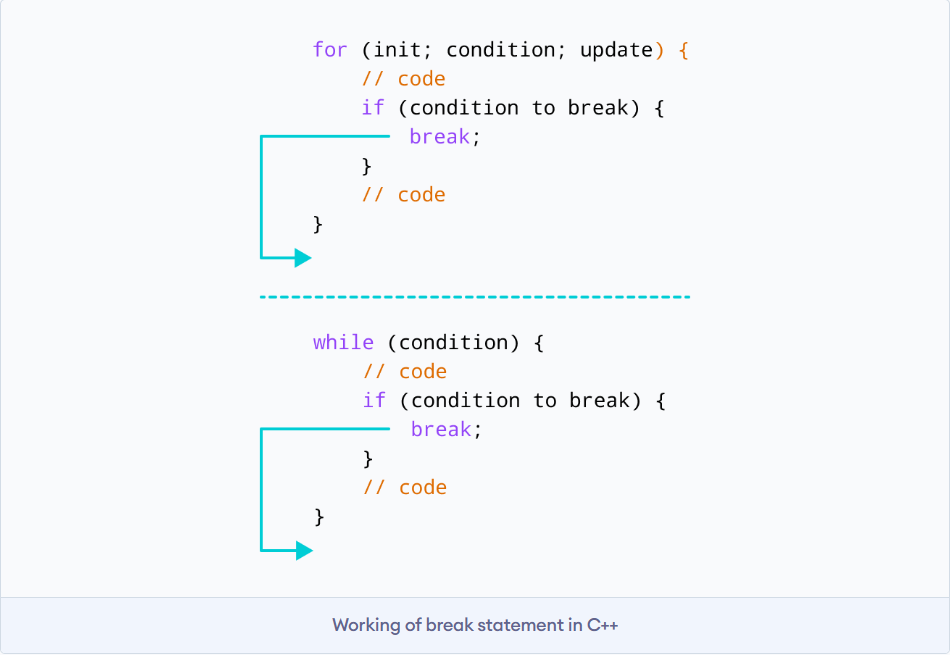 for (init; condition; update) {
    // code
    if (condition to break) {
        break;
    }
    // code
}
while (condition) {
    // code
    if (condition to break) {
        break;
    }
    // code
}
Working of break statement in C++